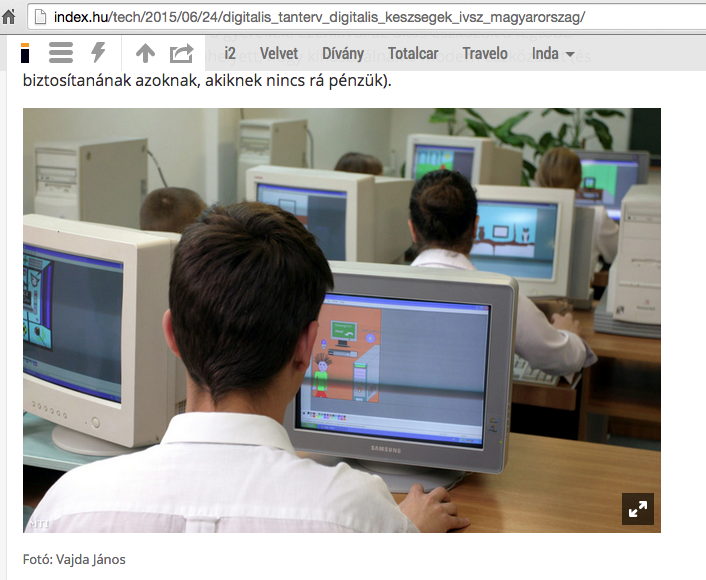 index.hu/tech/2015/06/24/digitalis_tanterv_digitalis_keszsegek_ivsz_magyarorszag/
i2 Velvet Dívány Totalcar Travelo Inda
biztosítanának azoknak, akiknek nincs rá pénzük).
SAMSUNG
MTI
Fotó: Vajda János